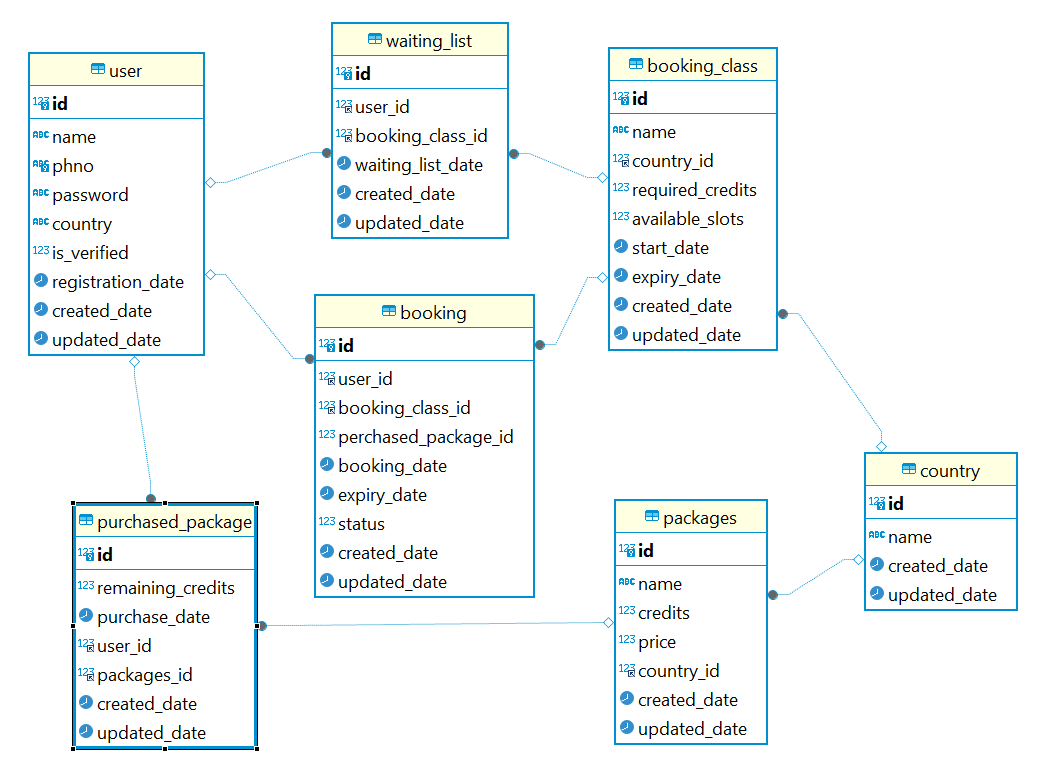 user
id
name
phno
password
country
is_verified
registration_date
created_date
updated_date
waiting_list
id
user_id
booking_class_id
waiting_list_date
created_date
updated_date
booking_class
id
name
country_id
required_credits
available_slots
start_date
expiry_date
created_date
updated_date
booking
id
user_id
booking_class_id
perchased_package_id
booking_date
expiry_date
status
created_date
updated_date
country
id
name
created_date
updated_date
purchased_package
id
remaining_credits
purchase_date
user_id
packages_id
created_date
updated_date
packages
id
name
credits
price
country_id
created_date
updated_date